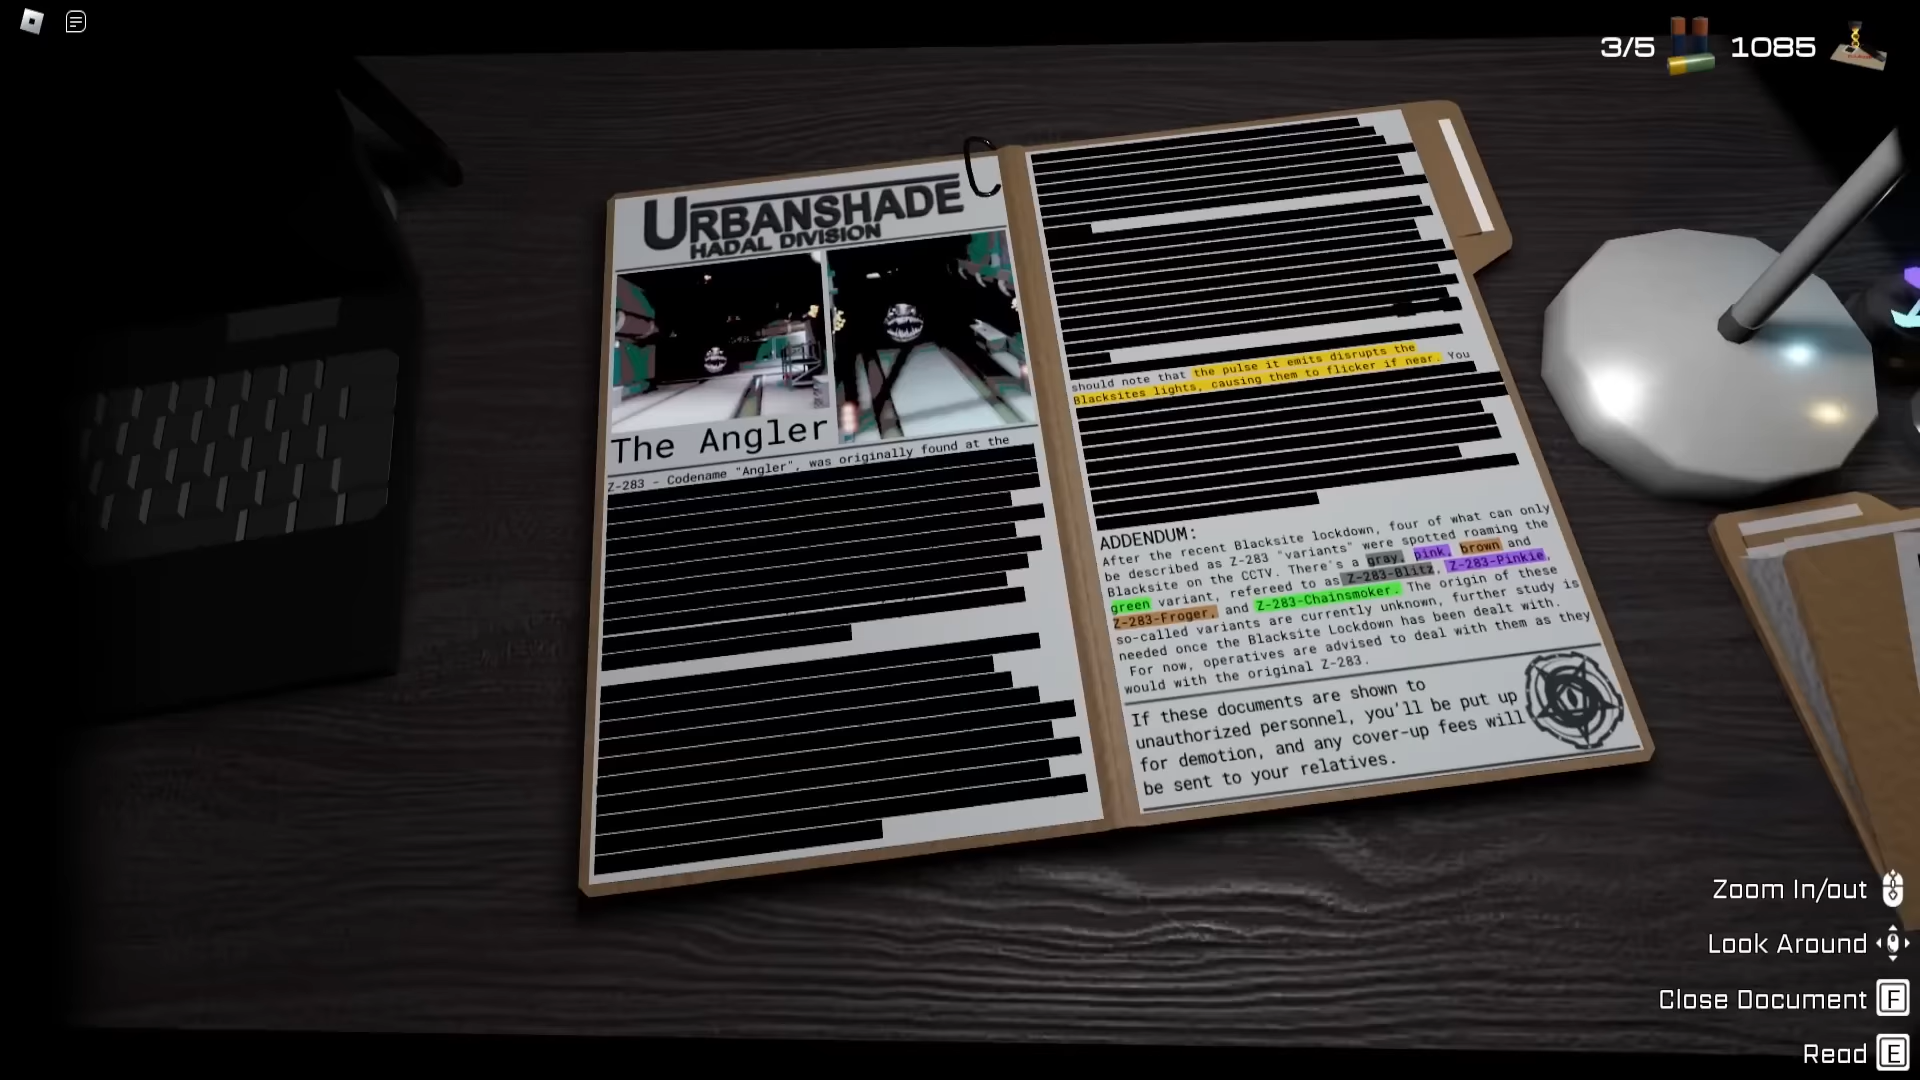 3/5
1085
URBANSHADE
HADAL DIVISION
The Angler
Z-283 - Codename "Angler", was originally found at the
should note that the pulse it emits disrupts the
Blacksites lights, causing them to flicker if near. You
ADDENDUM:
After the recent Blacksite lockdown, four of what can only
be described as Z-283 "variants" were spotted roaming the
Blacksite on the CCTV. There's a gray, pink, brown and
green variant, refereed to as Z-283-Blitz, Z-283-Pinkie,
Z-283-Froger, and Z-283-Chainsmoker. The origin of these
so-called variants are currently unknown, further study is
needed once the Blacksite Lockdown has been dealt with.
For now, operatives are advised to deal with them as they
would with the original Z-283.
If these documents are shown to
unauthorized personnel, you'll be put up
for demotion, and any cover-up fees will
be sent to your relatives.
Zoom In/out
Look Around
Close Document F
Read E